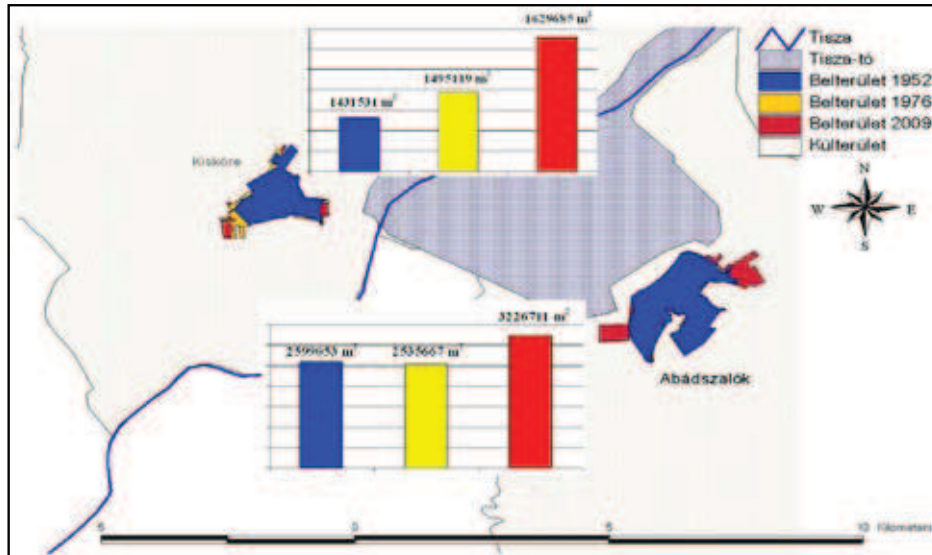 1629685 m²
1495119 m²
1431531 m²
Tisza
Tisza-tó
Belterület 1952
Belterület 1976
Belterület 2009
Külterület
Kisköre
N
W E
S
3226711 m²
2599653 m²
2535667 m²
Abádszalók
5 0 5 10 Kilometers